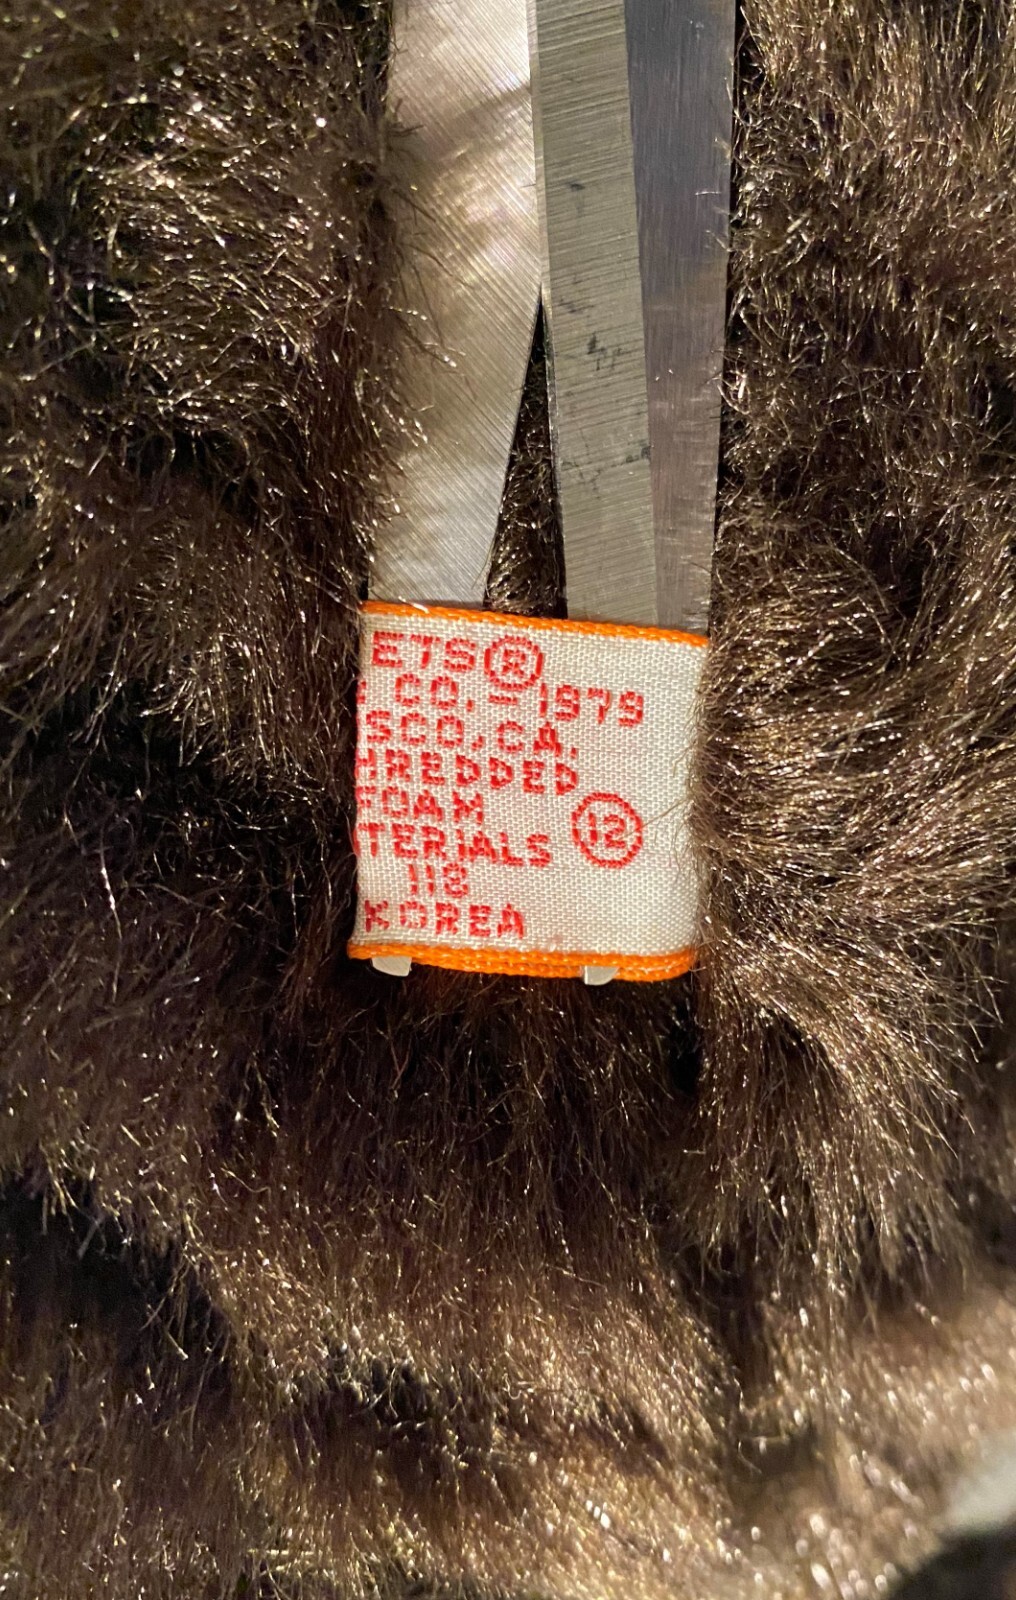 ETS®
CO. – 1979
SCO, CA.
HREDDED
FOAM
TERIALS 12
118
KOREA